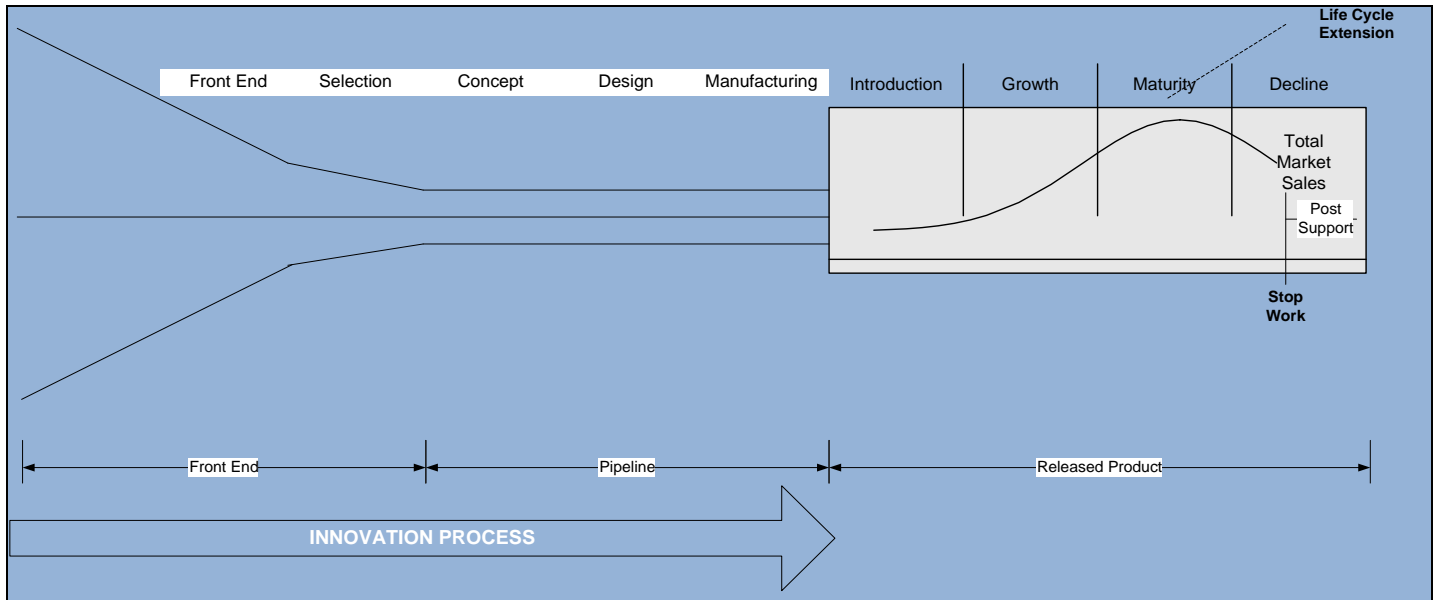 Life Cycle
Extension
Front End
Selection
Concept
Design
Manufacturing
Introduction
Growth
Maturity
Decline
Total
Market
Sales
Post
Support
Stop
Work
Front End
Pipeline
Released Product
INNOVATION PROCESS